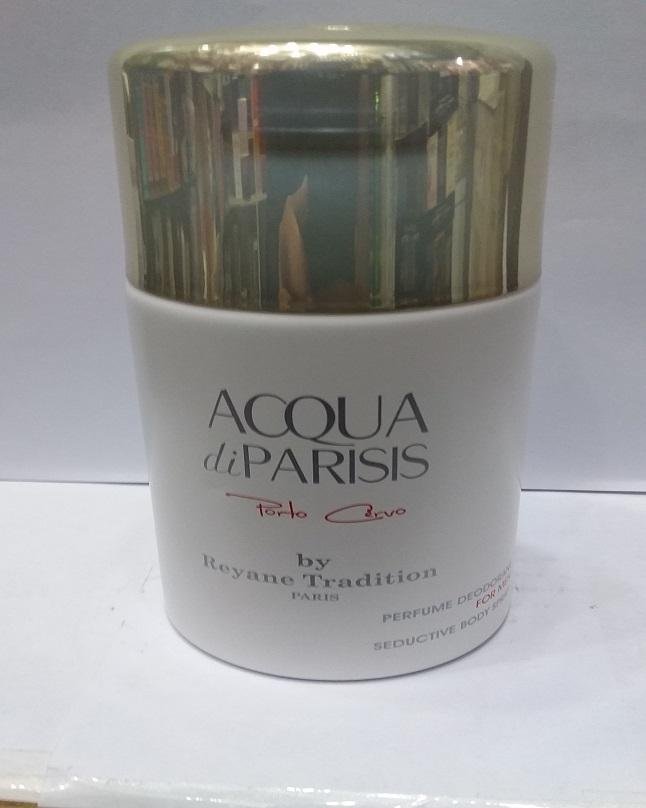 ACQUA
diPARISIS
Porto Cervo
by
Reyane Tradition
PARIS
PERFUME DEODORANT
FOR MEN
SEDUCTIVE BODY SPRAY